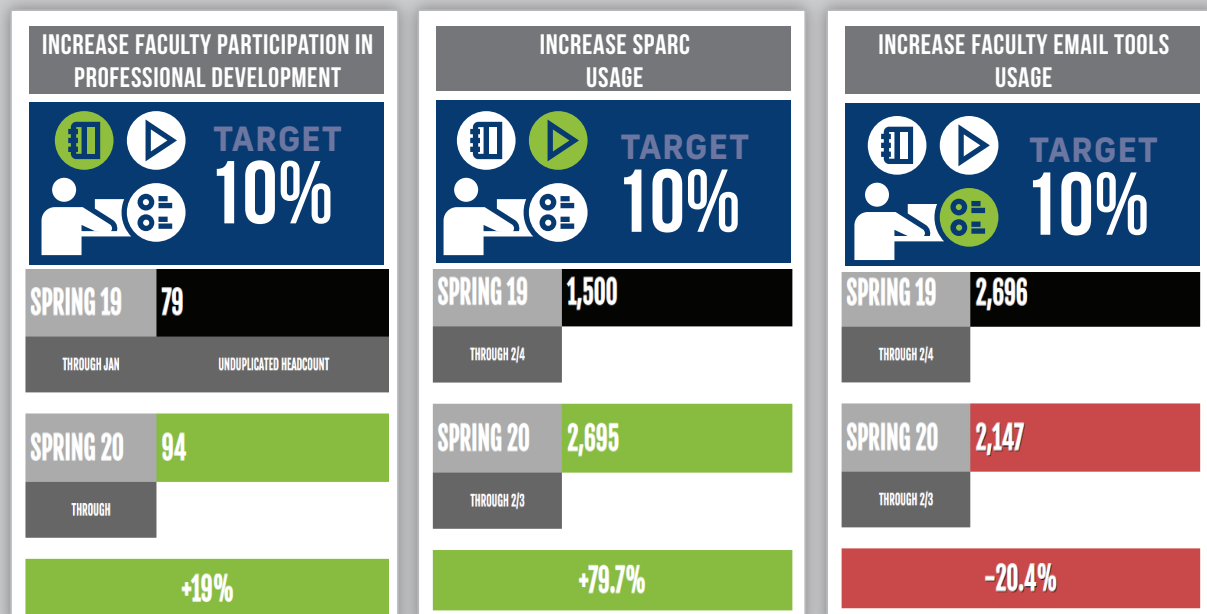 INCREASE FACULTY PARTICIPATION IN
PROFESSIONAL DEVELOPMENT
TARGET
10%
SPRING 19
79
THROUGH JAN
UNDUPLICATED HEADCOUNT
SPRING 20
94
THROUGH
+19%
INCREASE SPARC
USAGE
TARGET
10%
SPRING 19
1,500
THROUGH 2/4
SPRING 20
2,695
THROUGH 2/3
+79.7%
INCREASE FACULTY EMAIL TOOLS
USAGE
TARGET
10%
SPRING 19
2,696
THROUGH 2/4
SPRING 20
2,147
THROUGH 2/3
-20.4%